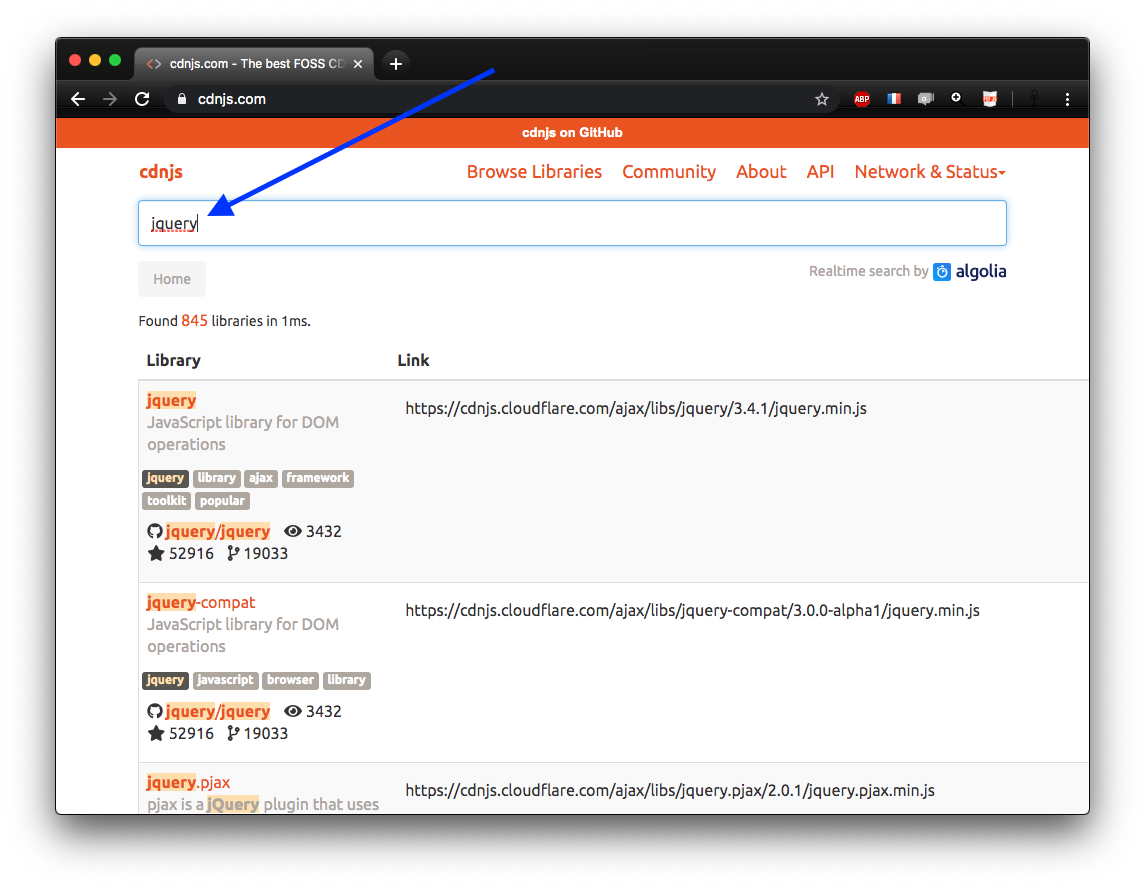 cdnjs.com - The best FOSS CD
cdnjs.com
ABP
cdnjs on GitHub
cdnjs
Browse Libraries Community About API Network & Status
jquery
Home
Realtime search by algolia
Found 845 libraries in 1ms.
Library Link
jquery
https://cdnjs.cloudflare.com/ajax/libs/jquery/3.4.1/jquery.min.js
JavaScript library for DOM
operations
jquery library ajax framework
toolkit popular
jquery/jquery 3432
52916 19033
jquery-compat
https://cdnjs.cloudflare.com/ajax/libs/jquery-compat/3.0.0-alpha1/jquery.min.js
JavaScript library for DOM
operations
jquery javascript browser library
jquery/jquery 3432
52916 19033
jquery.pjax
https://cdnjs.cloudflare.com/ajax/libs/jquery.pjax/2.0.1/jquery.pjax.min.js
pjax is a jQuery plugin that uses